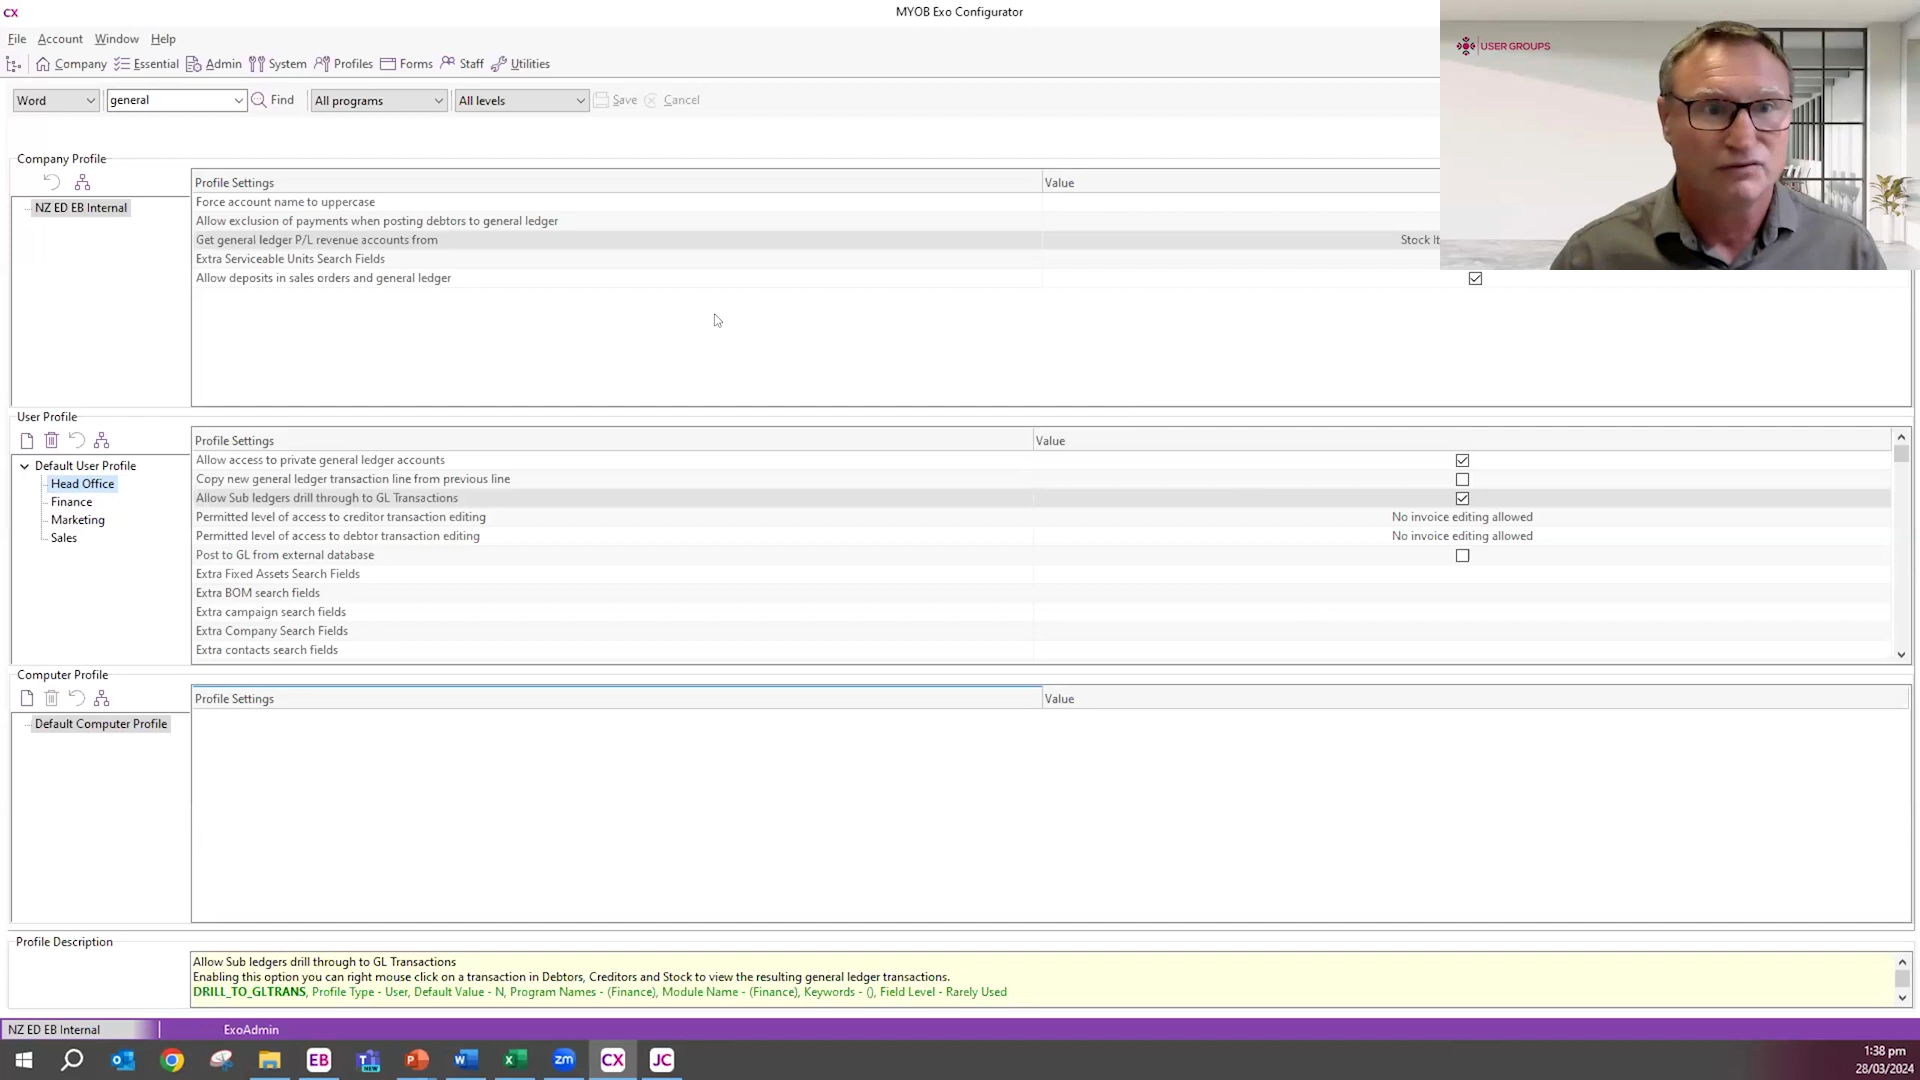 CX
MYOB Exo Configurator
File Account Window Help
Company Essential Admin System Profiles Forms Staff Utilities
Word general Find All programs All levels Save Cancel
USER GROUPS
Company Profile
NZ ED EB Internal
Profile Settings Value
Force account name to uppercase
Allow exclusion of payments when posting debtors to general ledger
Get general ledger P/L revenue accounts from Stock It
Extra Serviceable Units Search Fields
Allow deposits in sales orders and general ledger
User Profile
Default User Profile
Head Office
Finance
Marketing
Sales
Profile Settings Value
Allow access to private general ledger accounts
Copy new general ledger transaction line from previous line
Allow Sub ledgers drill through to GL Transactions
Permitted level of access to creditor transaction editing No invoice editing allowed
Permitted level of access to debtor transaction editing No invoice editing allowed
Post to GL from external database
Extra Fixed Assets Search Fields
Extra BOM search fields
Extra campaign search fields
Extra Company Search Fields
Extra contacts search fields
Computer Profile
Default Computer Profile
Profile Settings Value
Profile Description
Allow Sub ledgers drill through to GL Transactions
Enabling this option you can right mouse click on a transaction in Debtors, Creditors and Stock to view the resulting general ledger transactions.
DRILL_TO_GLTRANS, Profile Type - User, Default Value - N, Program Names - (Finance), Module Name - (Finance), Keywords - (), Field Level - Rarely Used
NZ ED EB Internal ExoAdmin
EB NEW zm CX JC
1:38 pm
28/03/2024